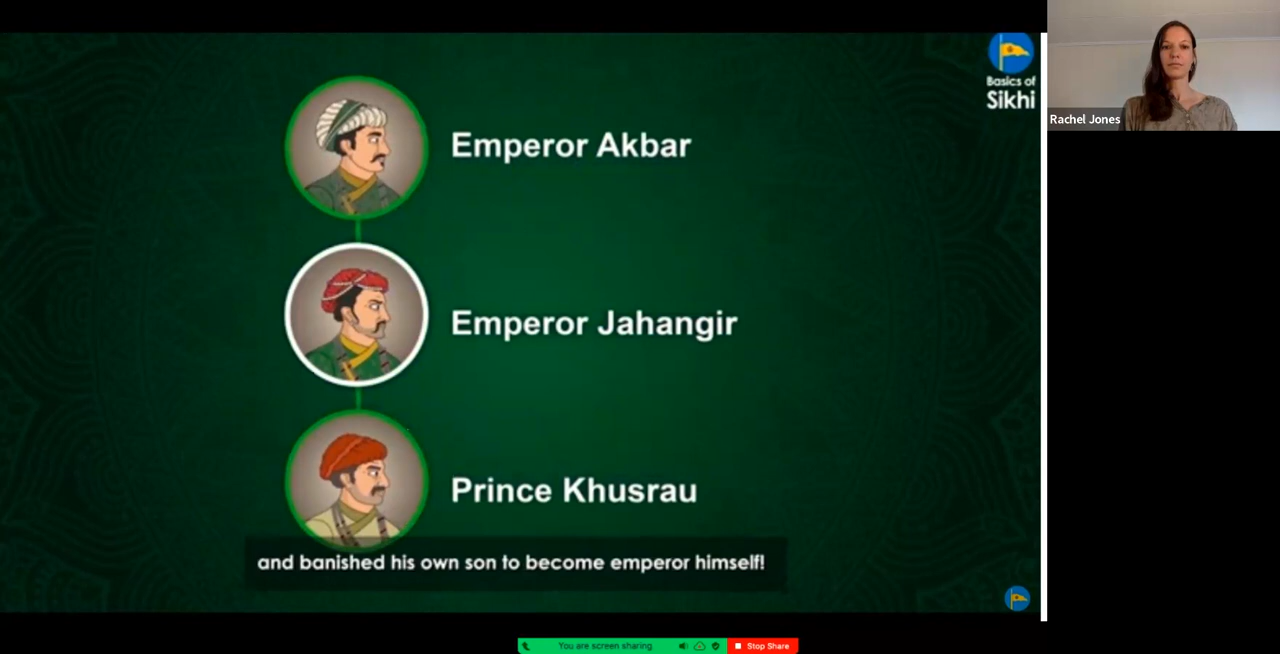 Basics of
Sikhi
Rachel Jones
Emperor Akbar
Emperor Jahangir
Prince Khusrau
and banished his own son to become emperor himself!
You are screen sharing
Stop Share